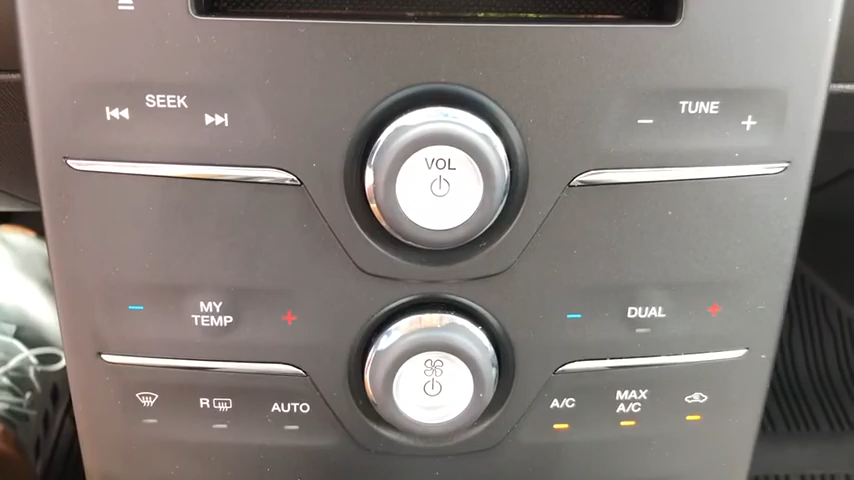 SEEK
VOL
TUNE
− +
− MY TEMP +
− DUAL +
R
AUTO
A/C
MAX
A/C